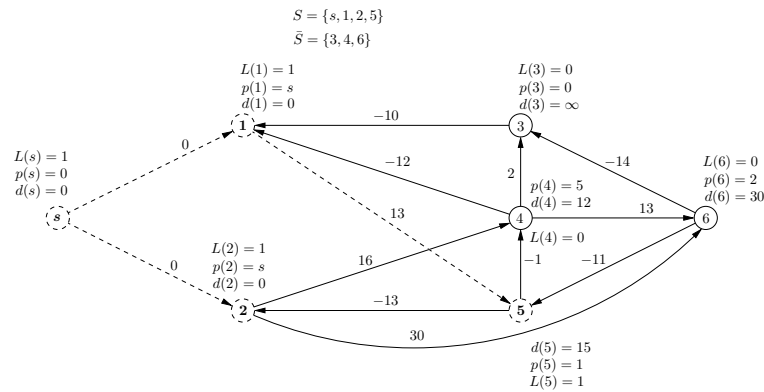 S = {s, 1, 2, 5}
S̄ = {3, 4, 6}
L(1) = 1
p(1) = s
d(1) = 0
L(3) = 0
p(3) = 0
d(3) = ∞
1
−10
3
0
−12
−14
L(s) = 1
p(s) = 0
d(s) = 0
2
L(6) = 0
p(6) = 2
d(6) = 30
p(4) = 5
d(4) = 12
s
13
4
13
6
L(4) = 0
L(2) = 1
p(2) = s
d(2) = 0
0
16
−1
−11
2
−13
5
30
d(5) = 15
p(5) = 1
L(5) = 1